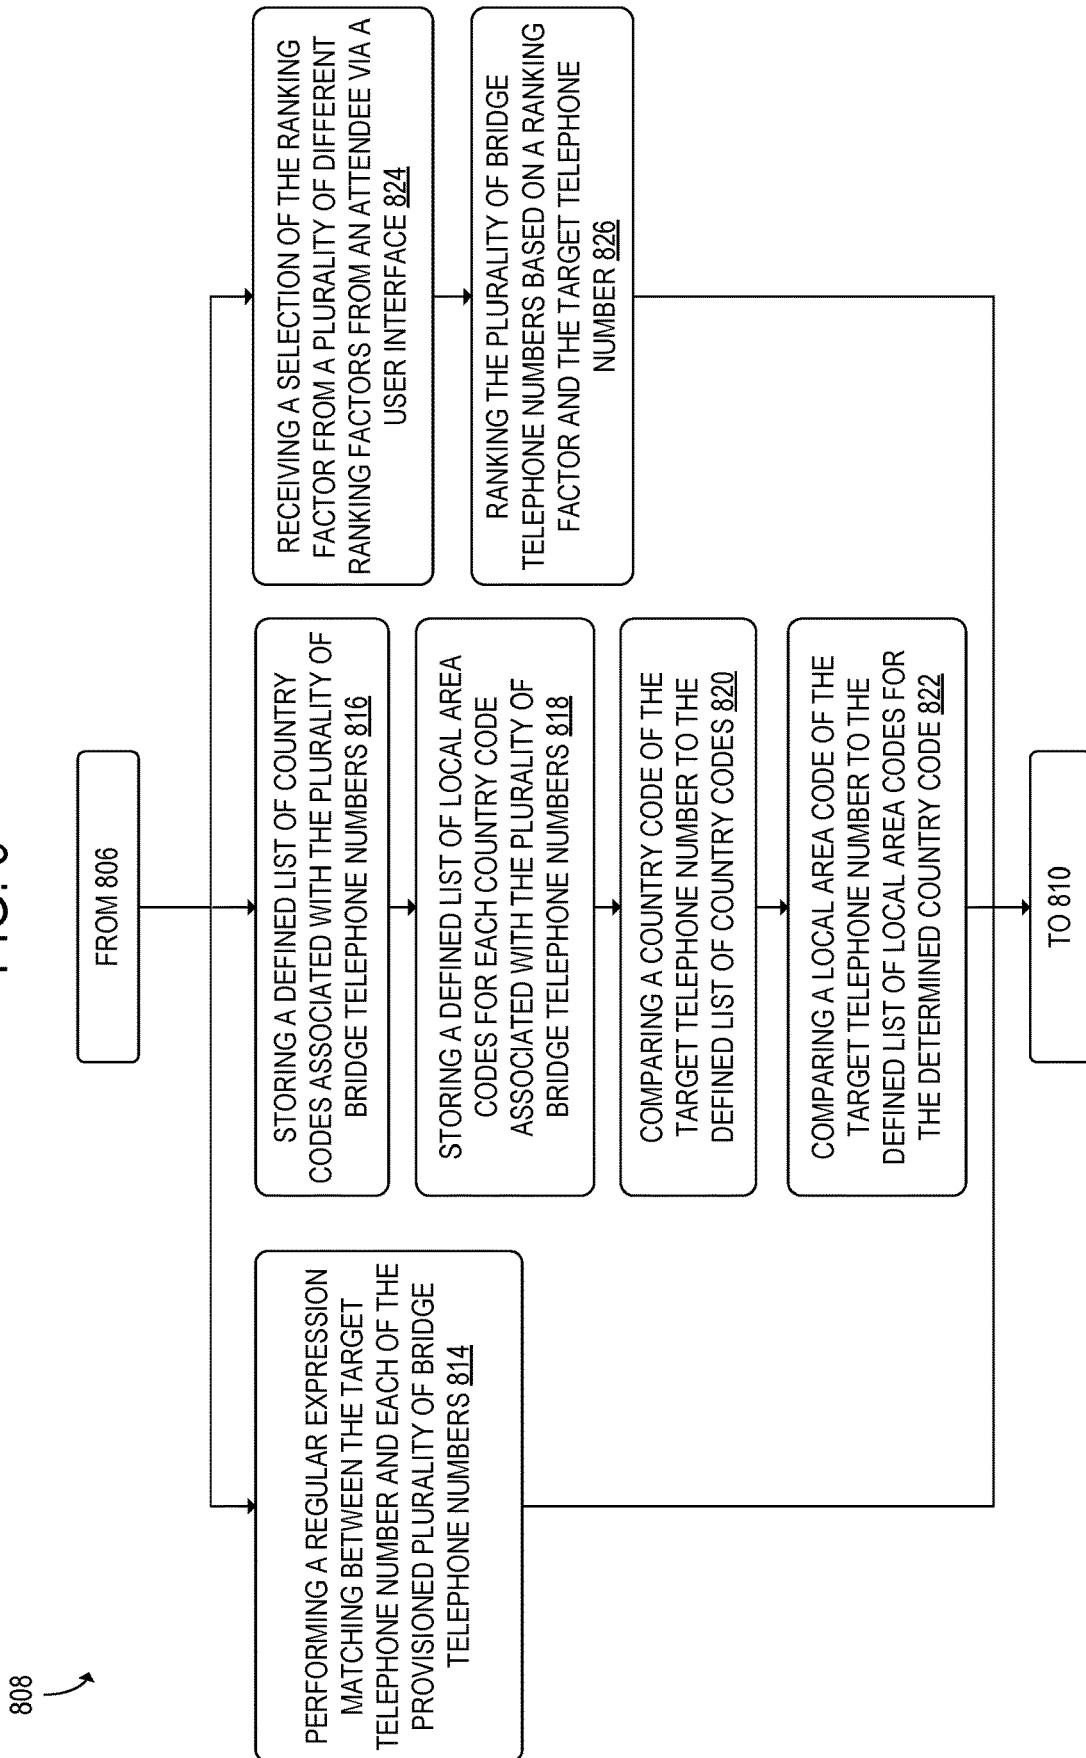 808
FROM 806
PERFORMING A REGULAR EXPRESSION
MATCHING BETWEEN THE TARGET
TELEPHONE NUMBER AND EACH OF THE
PROVISIONED PLURALITY OF BRIDGE
TELEPHONE NUMBERS 814
STORING A DEFINED LIST OF COUNTRY
CODES ASSOCIATED WITH THE PLURALITY OF
BRIDGE TELEPHONE NUMBERS 816
STORING A DEFINED LIST OF LOCAL AREA
CODES FOR EACH COUNTRY CODE
ASSOCIATED WITH THE PLURALITY OF
BRIDGE TELEPHONE NUMBERS 818
COMPARING A COUNTRY CODE OF THE
TARGET TELEPHONE NUMBER TO THE
DEFINED LIST OF COUNTRY CODES 820
COMPARING A LOCAL AREA CODE OF THE
TARGET TELEPHONE NUMBER TO THE
DEFINED LIST OF LOCAL AREA CODES FOR
THE DETERMINED COUNTRY CODE 822
RECEIVING A SELECTION OF THE RANKING
FACTOR FROM A PLURALITY OF DIFFERENT
RANKING FACTORS FROM AN ATTENDEE VIA A
USER INTERFACE 824
RANKING THE PLURALITY OF BRIDGE
TELEPHONE NUMBERS BASED ON A RANKING
FACTOR AND THE TARGET TELEPHONE
NUMBER 826
TO 810